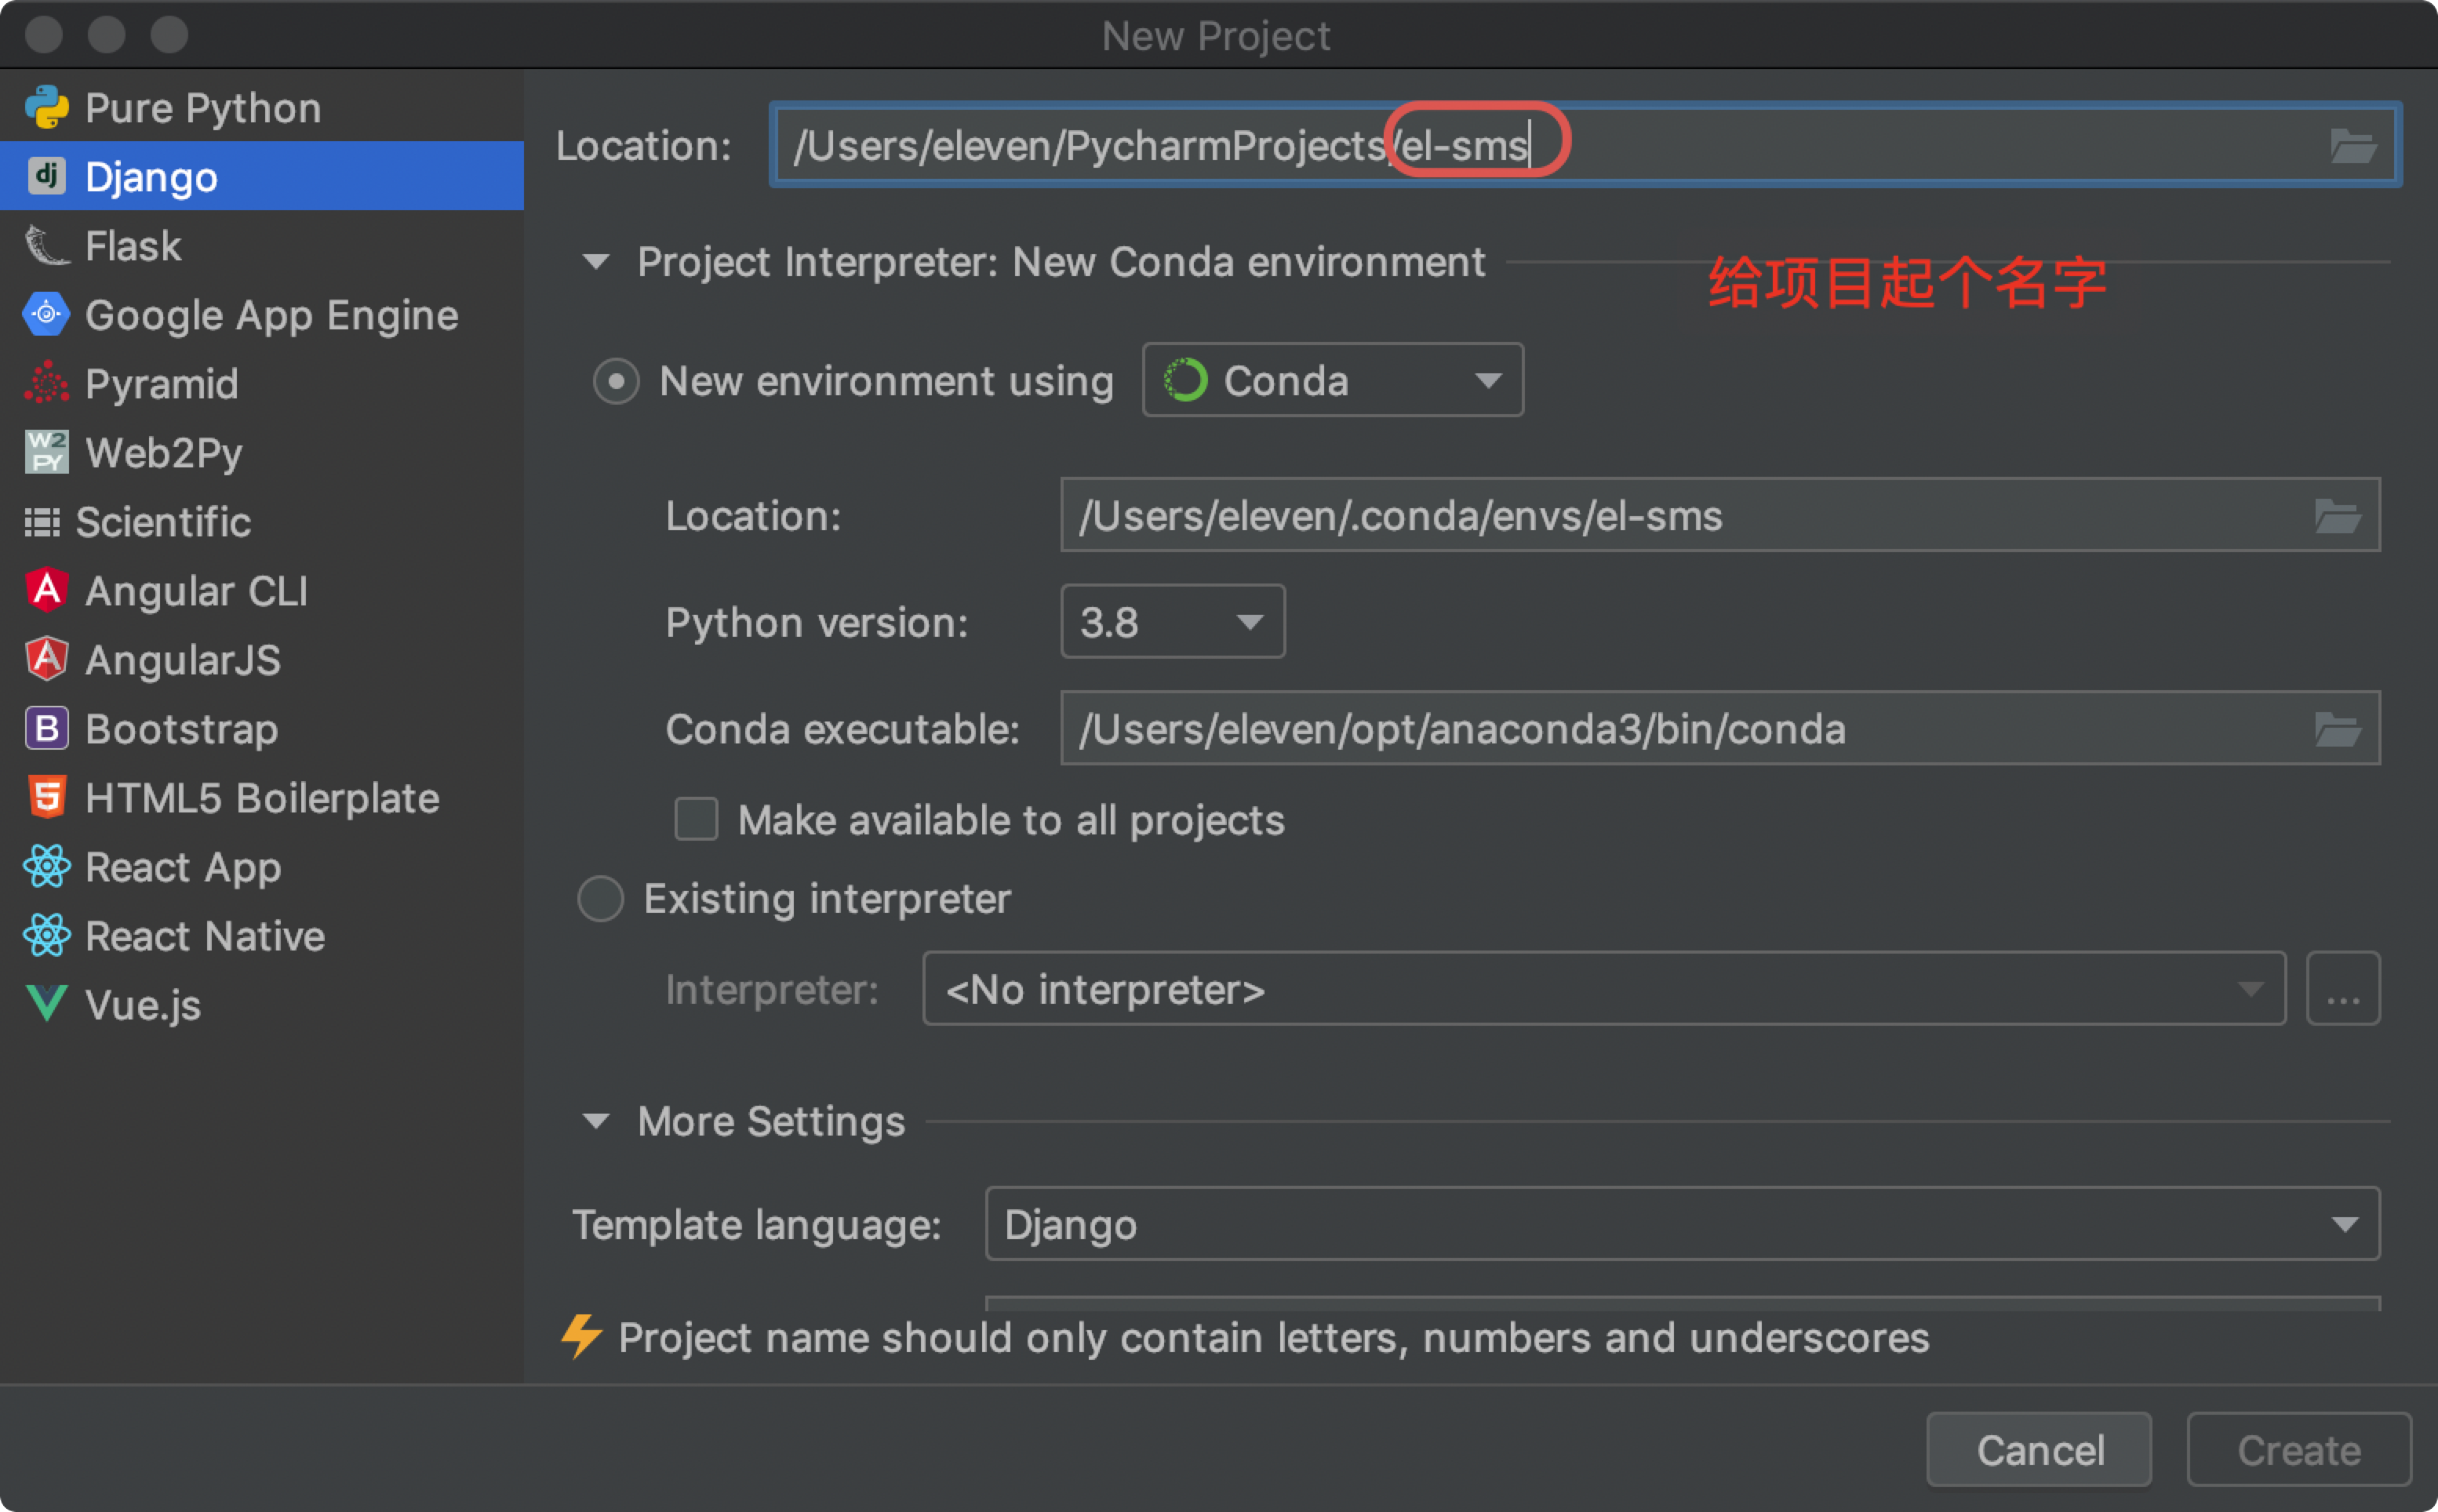 New Project
Pure Python
Django
Flask
Google App Engine
Pyramid
Web2Py
Scientific
Angular CLI
AngularJS
Bootstrap
HTML5 Boilerplate
React App
React Native
Vue.js
Location: /Users/eleven/PycharmProjects/el-sms
Project Interpreter: New Conda environment
给项目起个名字
New environment using Conda
Location: /Users/eleven/.conda/envs/el-sms
Python version: 3.8
Conda executable: /Users/eleven/opt/anaconda3/bin/conda
Make available to all projects
Existing interpreter
Interpreter: <No interpreter> ...
More Settings
Template language: Django
Project name should only contain letters, numbers and underscores
Cancel Create